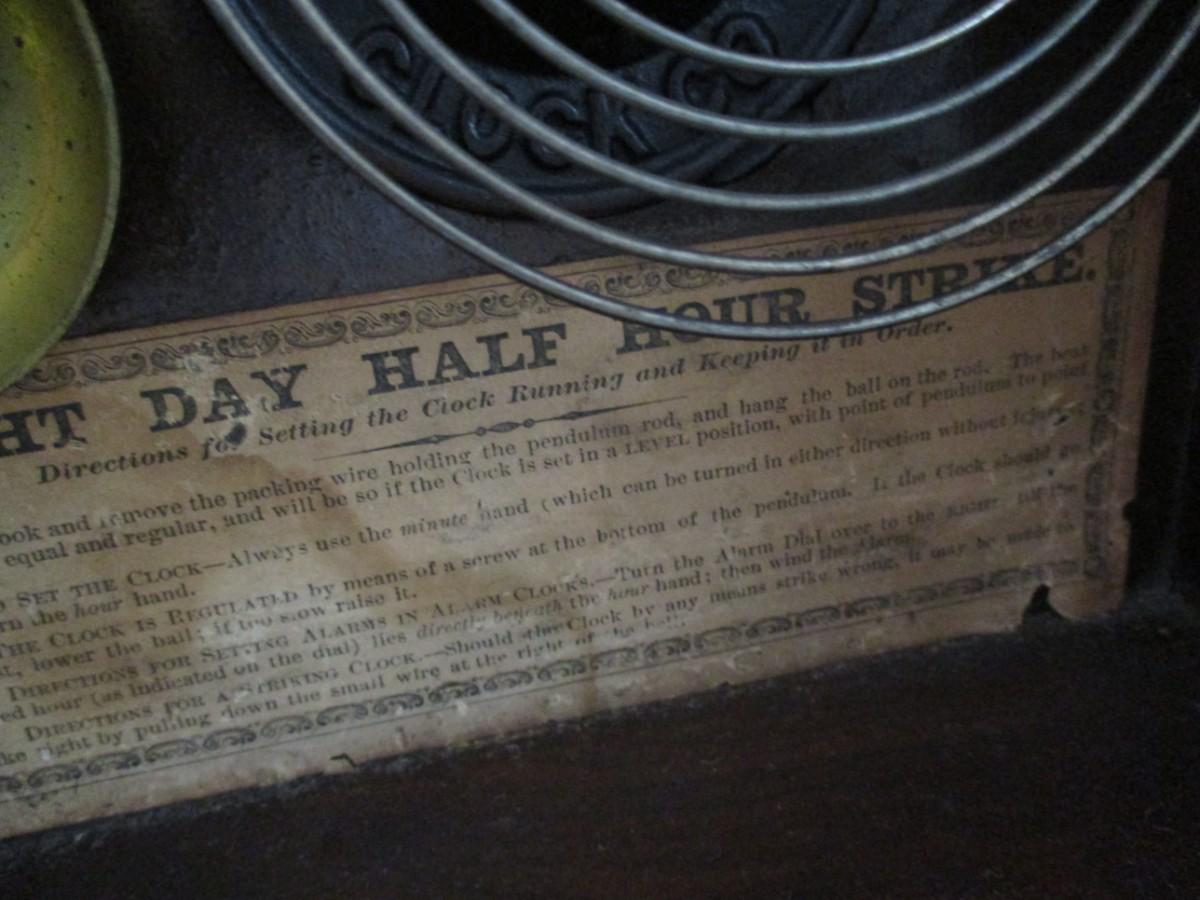 CLOCK CO
HT DAY HALF HOUR STRIKE.
Directions for Setting the Clock Running and Keeping it in Order.
ook and remove the packing wire holding the pendulum rod, and hang the ball on the rod. The beat
equal and regular, and will be so if the Clock is set in a LEVEL position, with point of pendulum to point
SET THE CLOCK—Always use the minute hand (which can be turned in either direction without
rn the hour hand.
THE CLOCK IS REGULATED by means of a screw at the bottom of the pendulum. If the Clock should go
lower the ball; if too slow raise it.
DIRECTIONS FOR SETTING ALARMS IN ALARM CLOCKS.—Turn the Alarm Dial over to the RIGHT till the
ed hour (as indicated on the dial) lies directly beneath the hour hand; then wind the Alarm.
DIRECTIONS FOR A STRIKING CLOCK.—Should the Clock by any means strike wrong, it may be made to
ke right by pulling down the small wire at the right of the bell.